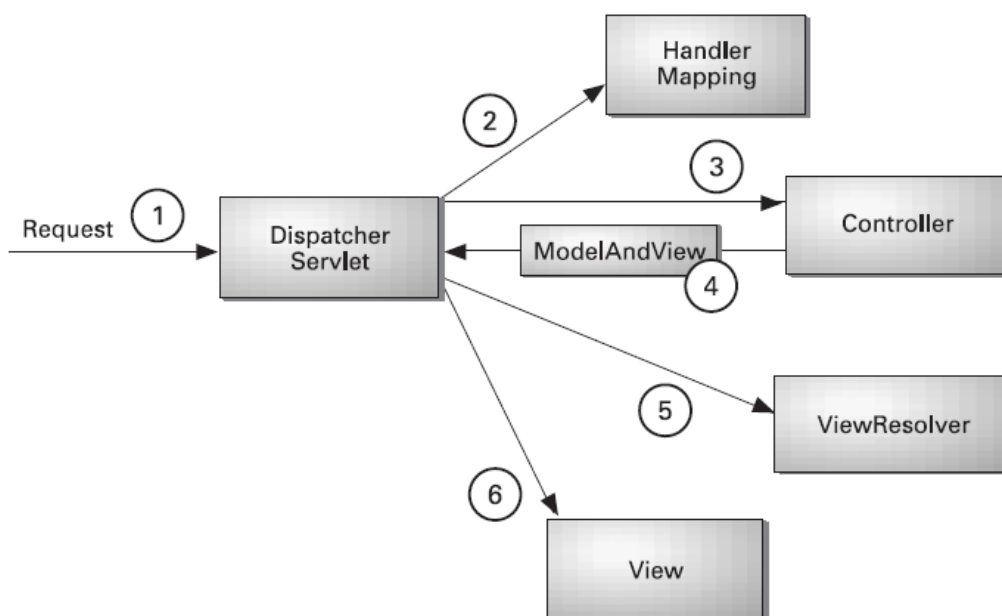 Handler
Mapping
2
3
1
Request
Dispatcher
Servlet
Controller
ModelAndView
4
5
ViewResolver
6
View